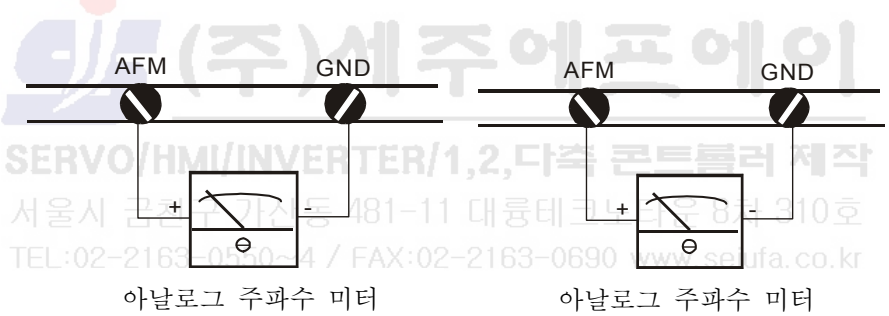 (주)세주에프에이
AFM GND AFM GND
SERVO/HMI/INVERTER/1,2,다축 콘트롤러 제작
+ - + -
서울시 금천구 가산동 481-11 대륭테크노타운 8차 310호
TEL:02-2163-0550~4 / FAX:02-2163-0690 www.sejufa.co.kr
아날로그 주파수 미터 아날로그 주파수 미터